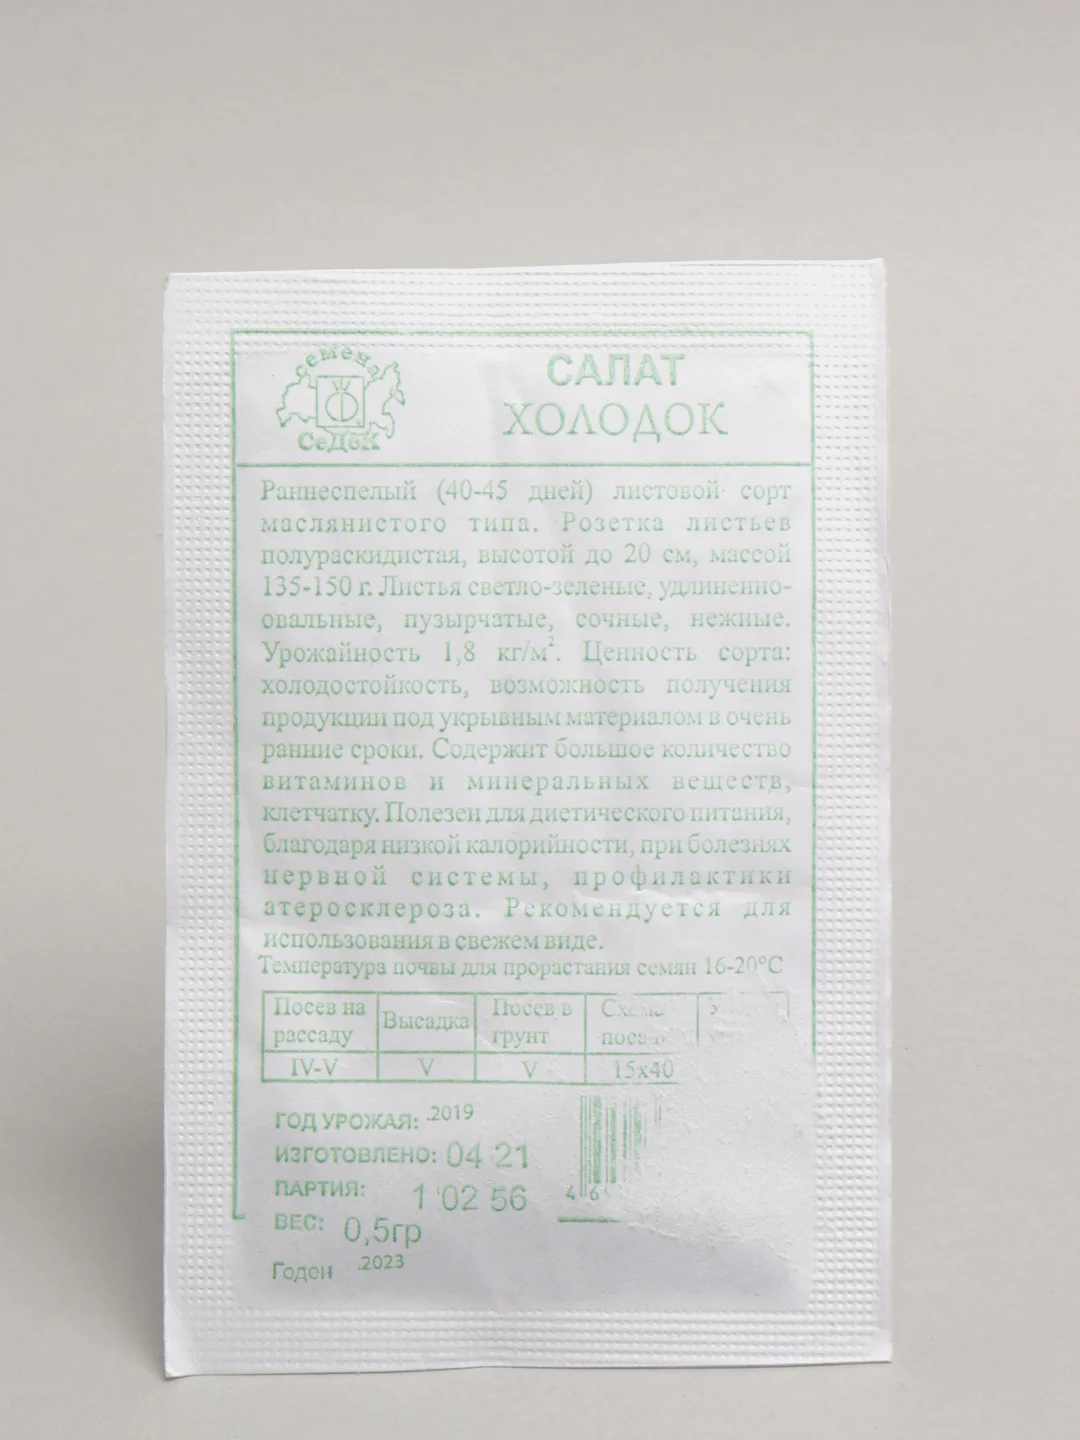 семена
СеДеК
САЛАТ
ХОЛОДОК
Раннеспелый (40-45 дней) листовой сорт
маслянистого типа. Розетка листьев
полураскидистая, высотой до 20 см, массой
135-150 г. Листья светло-зеленые, удлиненно-
овальные, пузырчатые, сочные, нежные.
Урожайность 1,8 кг/м². Ценность сорта:
холодостойкость, возможность получения
продукции под укрывным материалом в очень
ранние сроки. Содержит большое количество
витаминов и минеральных веществ,
клетчатку. Полезен для диетического питания,
благодаря низкой калорийности, при болезнях
нервной системы, профилактики
атеросклероза. Рекомендуется для
использования в свежем виде.
Температура почвы для прорастания семян 16-20°С
Посев на рассаду Высадка Посев в грунт Схема
IV-V V V 15х40
ГОД УРОЖАЯ: .2019
ИЗГОТОВЛЕНО: 04 21
ПАРТИЯ: 1 02 56
ВЕС: 0,5гр
Годен .2023